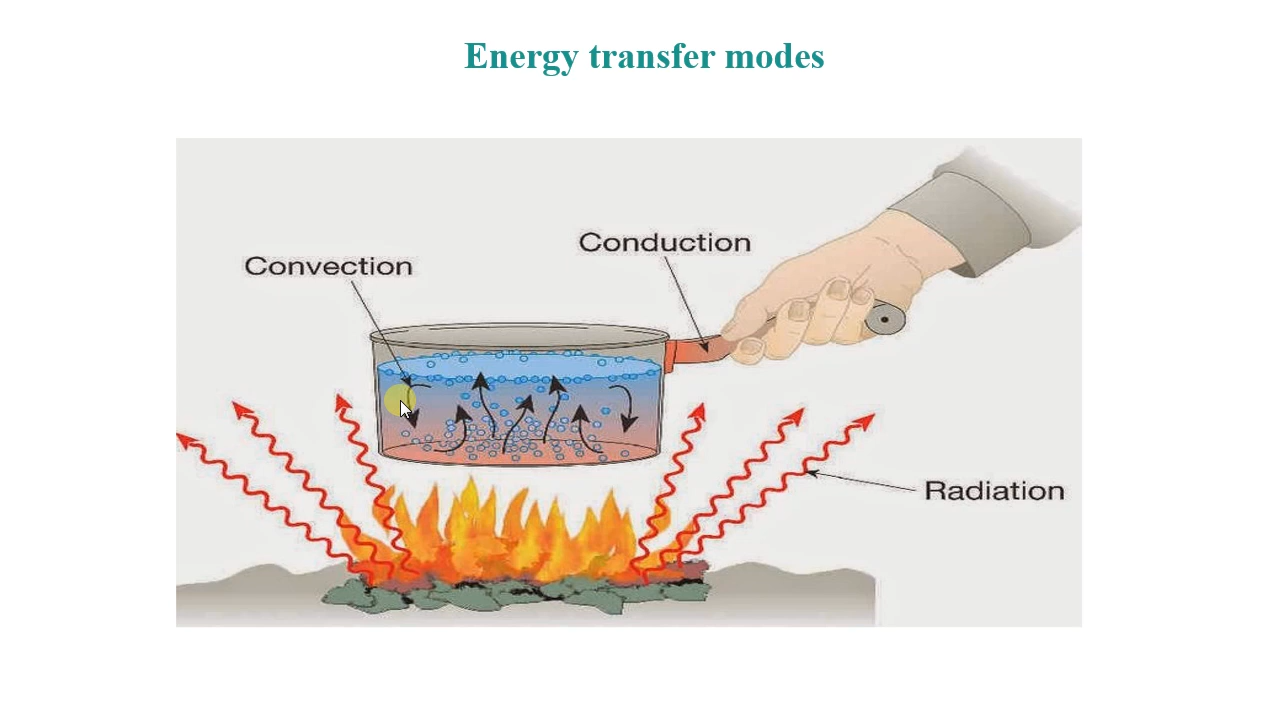 Energy transfer modes
Conduction
Convection
Radiation